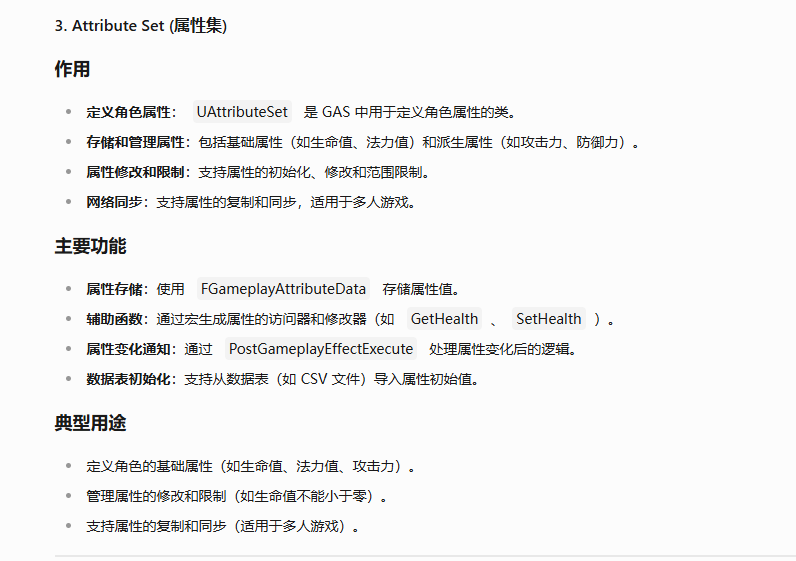 3. Attribute Set (属性集)
作用
定义角色属性： UAttributeSet 是 GAS 中用于定义角色属性的类。
存储和管理属性：包括基础属性（如生命值、法力值）和派生属性（如攻击力、防御力）。
属性修改和限制：支持属性的初始化、修改和范围限制。
网络同步：支持属性的复制和同步，适用于多人游戏。
主要功能
属性存储：使用 FGameplayAttributeData 存储属性值。
辅助函数：通过宏生成属性的访问器和修改器（如 GetHealth 、 SetHealth ）。
属性变化通知：通过 PostGameplayEffectExecute 处理属性变化后的逻辑。
数据表初始化：支持从数据表（如 CSV 文件）导入属性初始值。
典型用途
定义角色的基础属性（如生命值、法力值、攻击力）。
管理属性的修改和限制（如生命值不能小于零）。
支持属性的复制和同步（适用于多人游戏）。